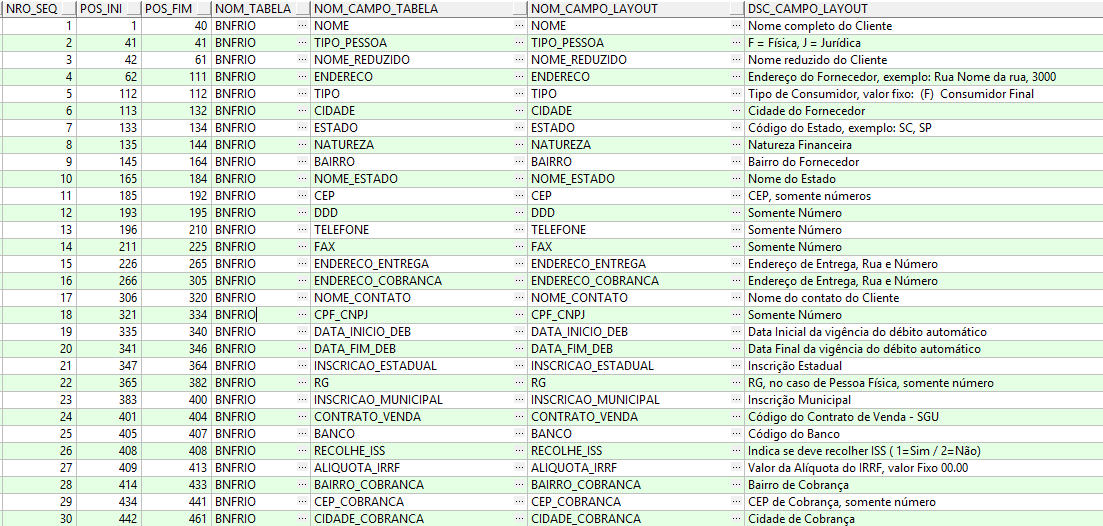 NRO_SEQ POS_INI POS_FIM NOM_TABELA NOM_CAMPO_TABELA NOM_CAMPO_LAYOUT DSC_CAMPO_LAYOUT
1 1 40 BNFRIO ... NOME ... NOME ... Nome completo do Cliente
2 41 41 BNFRIO ... TIPO_PESSOA ... TIPO_PESSOA ... F = Física, J = Jurídica
3 42 61 BNFRIO ... NOME_REDUZIDO ... NOME_REDUZIDO ... Nome reduzido do Cliente
4 62 111 BNFRIO ... ENDERECO ... ENDERECO ... Endereço do Fornecedor, exemplo: Rua Nome da rua, 3000
5 112 112 BNFRIO ... TIPO ... TIPO ... Tipo de Consumidor, valor fixo: (F) Consumidor Final
6 113 132 BNFRIO ... CIDADE ... CIDADE ... Cidade do Fornecedor
7 133 134 BNFRIO ... ESTADO ... ESTADO ... Código do Estado, exemplo: SC, SP
8 135 144 BNFRIO ... NATUREZA ... NATUREZA ... Natureza Financeira
9 145 164 BNFRIO ... BAIRRO ... BAIRRO ... Bairro do Fornecedor
10 165 184 BNFRIO ... NOME_ESTADO ... NOME_ESTADO ... Nome do Estado
11 185 192 BNFRIO ... CEP ... CEP ... CEP, somente números
12 193 195 BNFRIO ... DDD ... DDD ... Somente Número
13 196 210 BNFRIO ... TELEFONE ... TELEFONE ... Somente Número
14 211 225 BNFRIO ... FAX ... FAX ... Somente Número
15 226 265 BNFRIO ... ENDERECO_ENTREGA ... ENDERECO_ENTREGA ... Endereço de Entrega, Rua e Número
16 266 305 BNFRIO ... ENDERECO_COBRANCA ... ENDERECO_COBRANCA ... Endereço de Entrega, Rua e Número
17 306 320 BNFRIO ... NOME_CONTATO ... NOME_CONTATO ... Nome do contato do Cliente
18 321 334 BNFRIO ... CPF_CNPJ ... CPF_CNPJ ... Somente Número
19 335 340 BNFRIO ... DATA_INICIO_DEB ... DATA_INICIO_DEB ... Data Inicial da vigência do débito automático
20 341 346 BNFRIO ... DATA_FIM_DEB ... DATA_FIM_DEB ... Data Final da vigência do débito automático
21 347 364 BNFRIO ... INSCRICAO_ESTADUAL ... INSCRICAO_ESTADUAL ... Inscrição Estadual
22 365 382 BNFRIO ... RG ... RG ... RG, no caso de Pessoa Física, somente número
23 383 400 BNFRIO ... INSCRICAO_MUNICIPAL ... INSCRICAO_MUNICIPAL ... Inscrição Municipal
24 401 404 BNFRIO ... CONTRATO_VENDA ... CONTRATO_VENDA ... Código do Contrato de Venda - SGU
25 405 407 BNFRIO ... BANCO ... BANCO ... Código do Banco
26 408 408 BNFRIO ... RECOLHE_ISS ... RECOLHE_ISS ... Indica se deve recolher ISS ( 1=Sim / 2=Não)
27 409 413 BNFRIO ... ALIQUOTA_IRRF ... ALIQUOTA_IRRF ... Valor da Alíquota do IRRF, valor Fixo 00.00
28 414 433 BNFRIO ... BAIRRO_COBRANCA ... BAIRRO_COBRANCA ... Bairro de Cobrança
29 434 441 BNFRIO ... CEP_COBRANCA ... CEP_COBRANCA ... CEP de Cobrança, somente número
30 442 461 BNFRIO ... CIDADE_COBRANCA ... CIDADE_COBRANCA ... Cidade de Cobrança